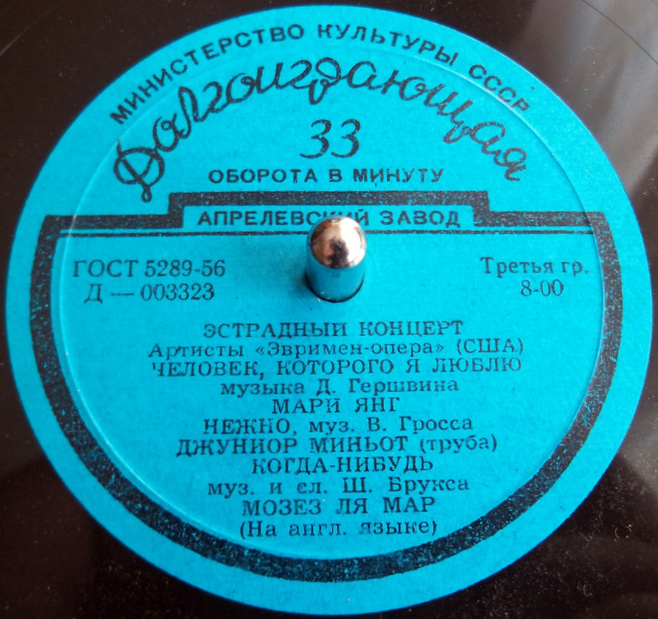 МИНИСТЕРСТВО КУЛЬТУРЫ СССР
Долгоиграющая
33
ОБОРОТА В МИНУТУ
АПРЕЛЕВСКИЙ ЗАВОД
ГОСТ 5289-56
Третья гр.
Д — 003323
8-00
ЭСТРАДНЫЙ КОНЦЕРТ
Артисты «Эвримен-опера» (США)
ЧЕЛОВЕК, КОТОРОГО Я ЛЮБЛЮ
музыка Д. Гершвина
МАРИ ЯНГ
НЕЖНО, муз. В. Гросса
ДЖУНИОР МИНЬОТ (труба)
КОГДА-НИБУДЬ
муз. и сл. Ш. Брукса
МОЗЕЗ ЛЯ МАР
(На англ. языке)